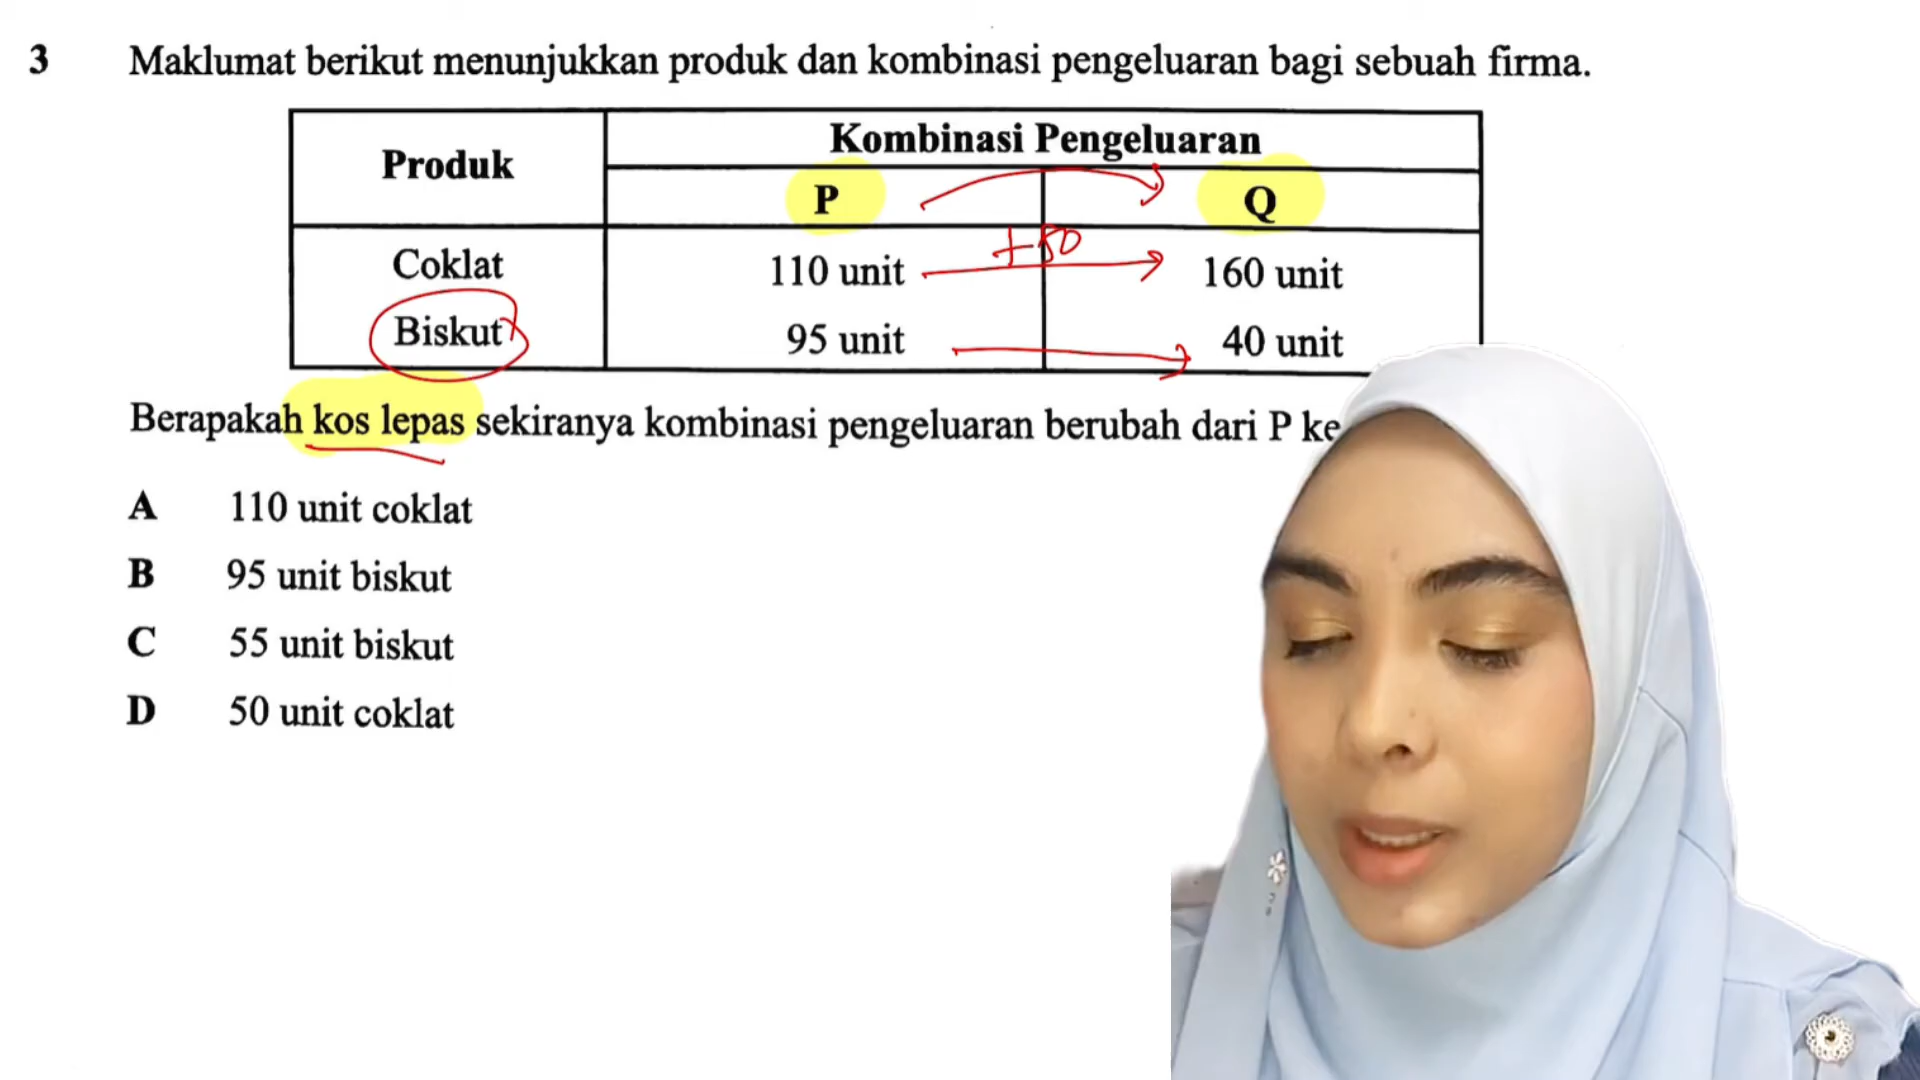 3 Maklumat berikut menunjukkan produk dan kombinasi pengeluaran bagi sebuah firma.
Produk Kombinasi Pengeluaran
P Q
+50
Coklat 110 unit 160 unit
Biskut 95 unit 40 unit
Berapakah kos lepas sekiranya kombinasi pengeluaran berubah dari P ke
A 110 unit coklat
B 95 unit biskut
C 55 unit biskut
D 50 unit coklat